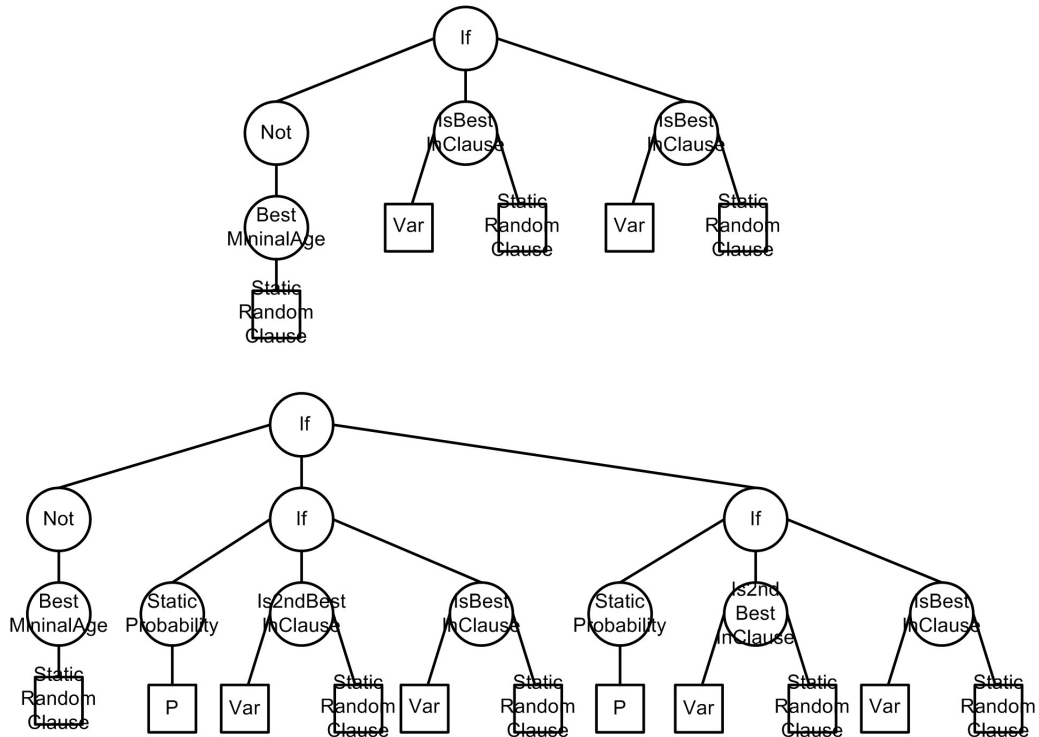 If
Not
IsBest
InClause
IsBest
InClause
Best
MininalAge
Var
Static
Random
Clause
Var
Static
Random
Clause
Static
Random
Clause
If
Not
If
If
Best
MininalAge
Static
Probability
Is2ndBest
InClause
IsBest
InClause
Static
Probability
Is2nd
Best
InClause
IsBest
InClause
Static
Random
Clause
P
Var
Static
Random
Clause
Var
Static
Random
Clause
P
Var
Static
Random
Clause
Var
Static
Random
Clause